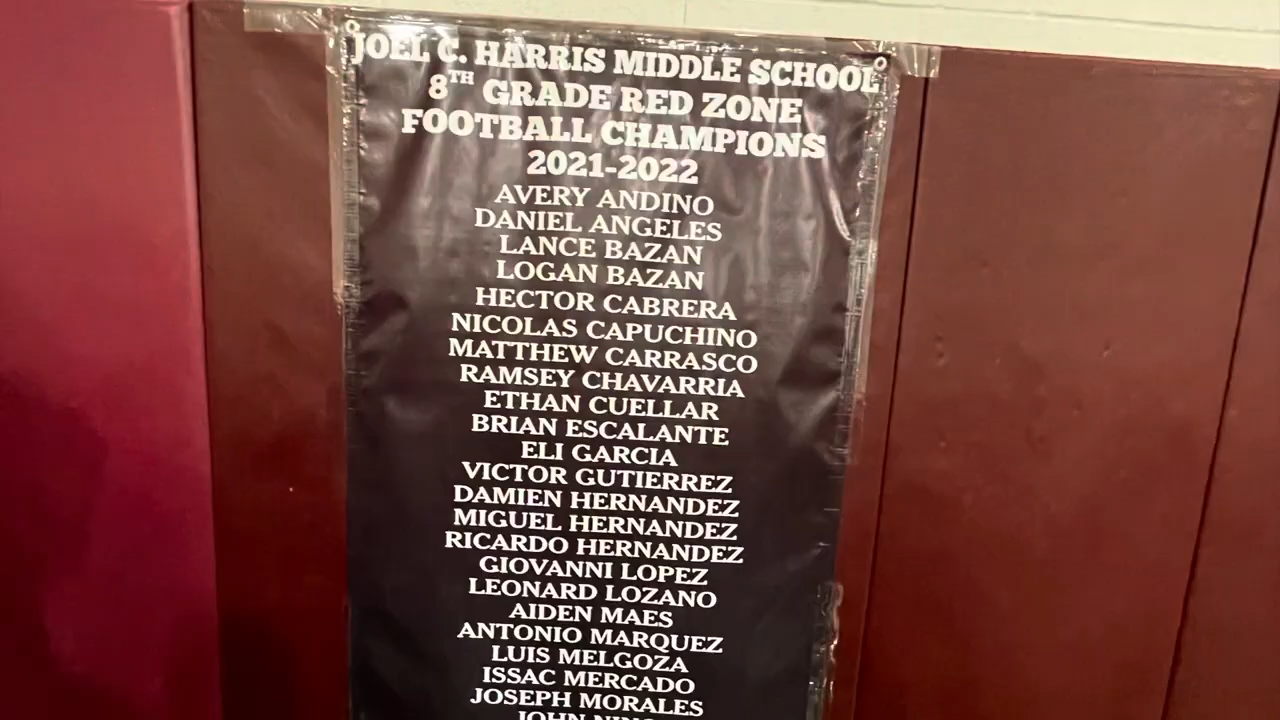 JOEL C. HARRIS MIDDLE SCHOOL
8TH GRADE RED ZONE
FOOTBALL CHAMPIONS
2021-2022
AVERY ANDINO
DANIEL ANGELES
LANCE BAZAN
LOGAN BAZAN
HECTOR CABRERA
NICOLAS CAPUCHINO
MATTHEW CARRASCO
RAMSEY CHAVARRIA
ETHAN CUELLAR
BRIAN ESCALANTE
ELI GARCIA
VICTOR GUTIERREZ
DAMIEN HERNANDEZ
MIGUEL HERNANDEZ
RICARDO HERNANDEZ
GIOVANNI LOPEZ
LEONARD LOZANO
AIDEN MAES
ANTONIO MARQUEZ
LUIS MELGOZA
ISSAC MERCADO
JOSEPH MORALES
JOHN